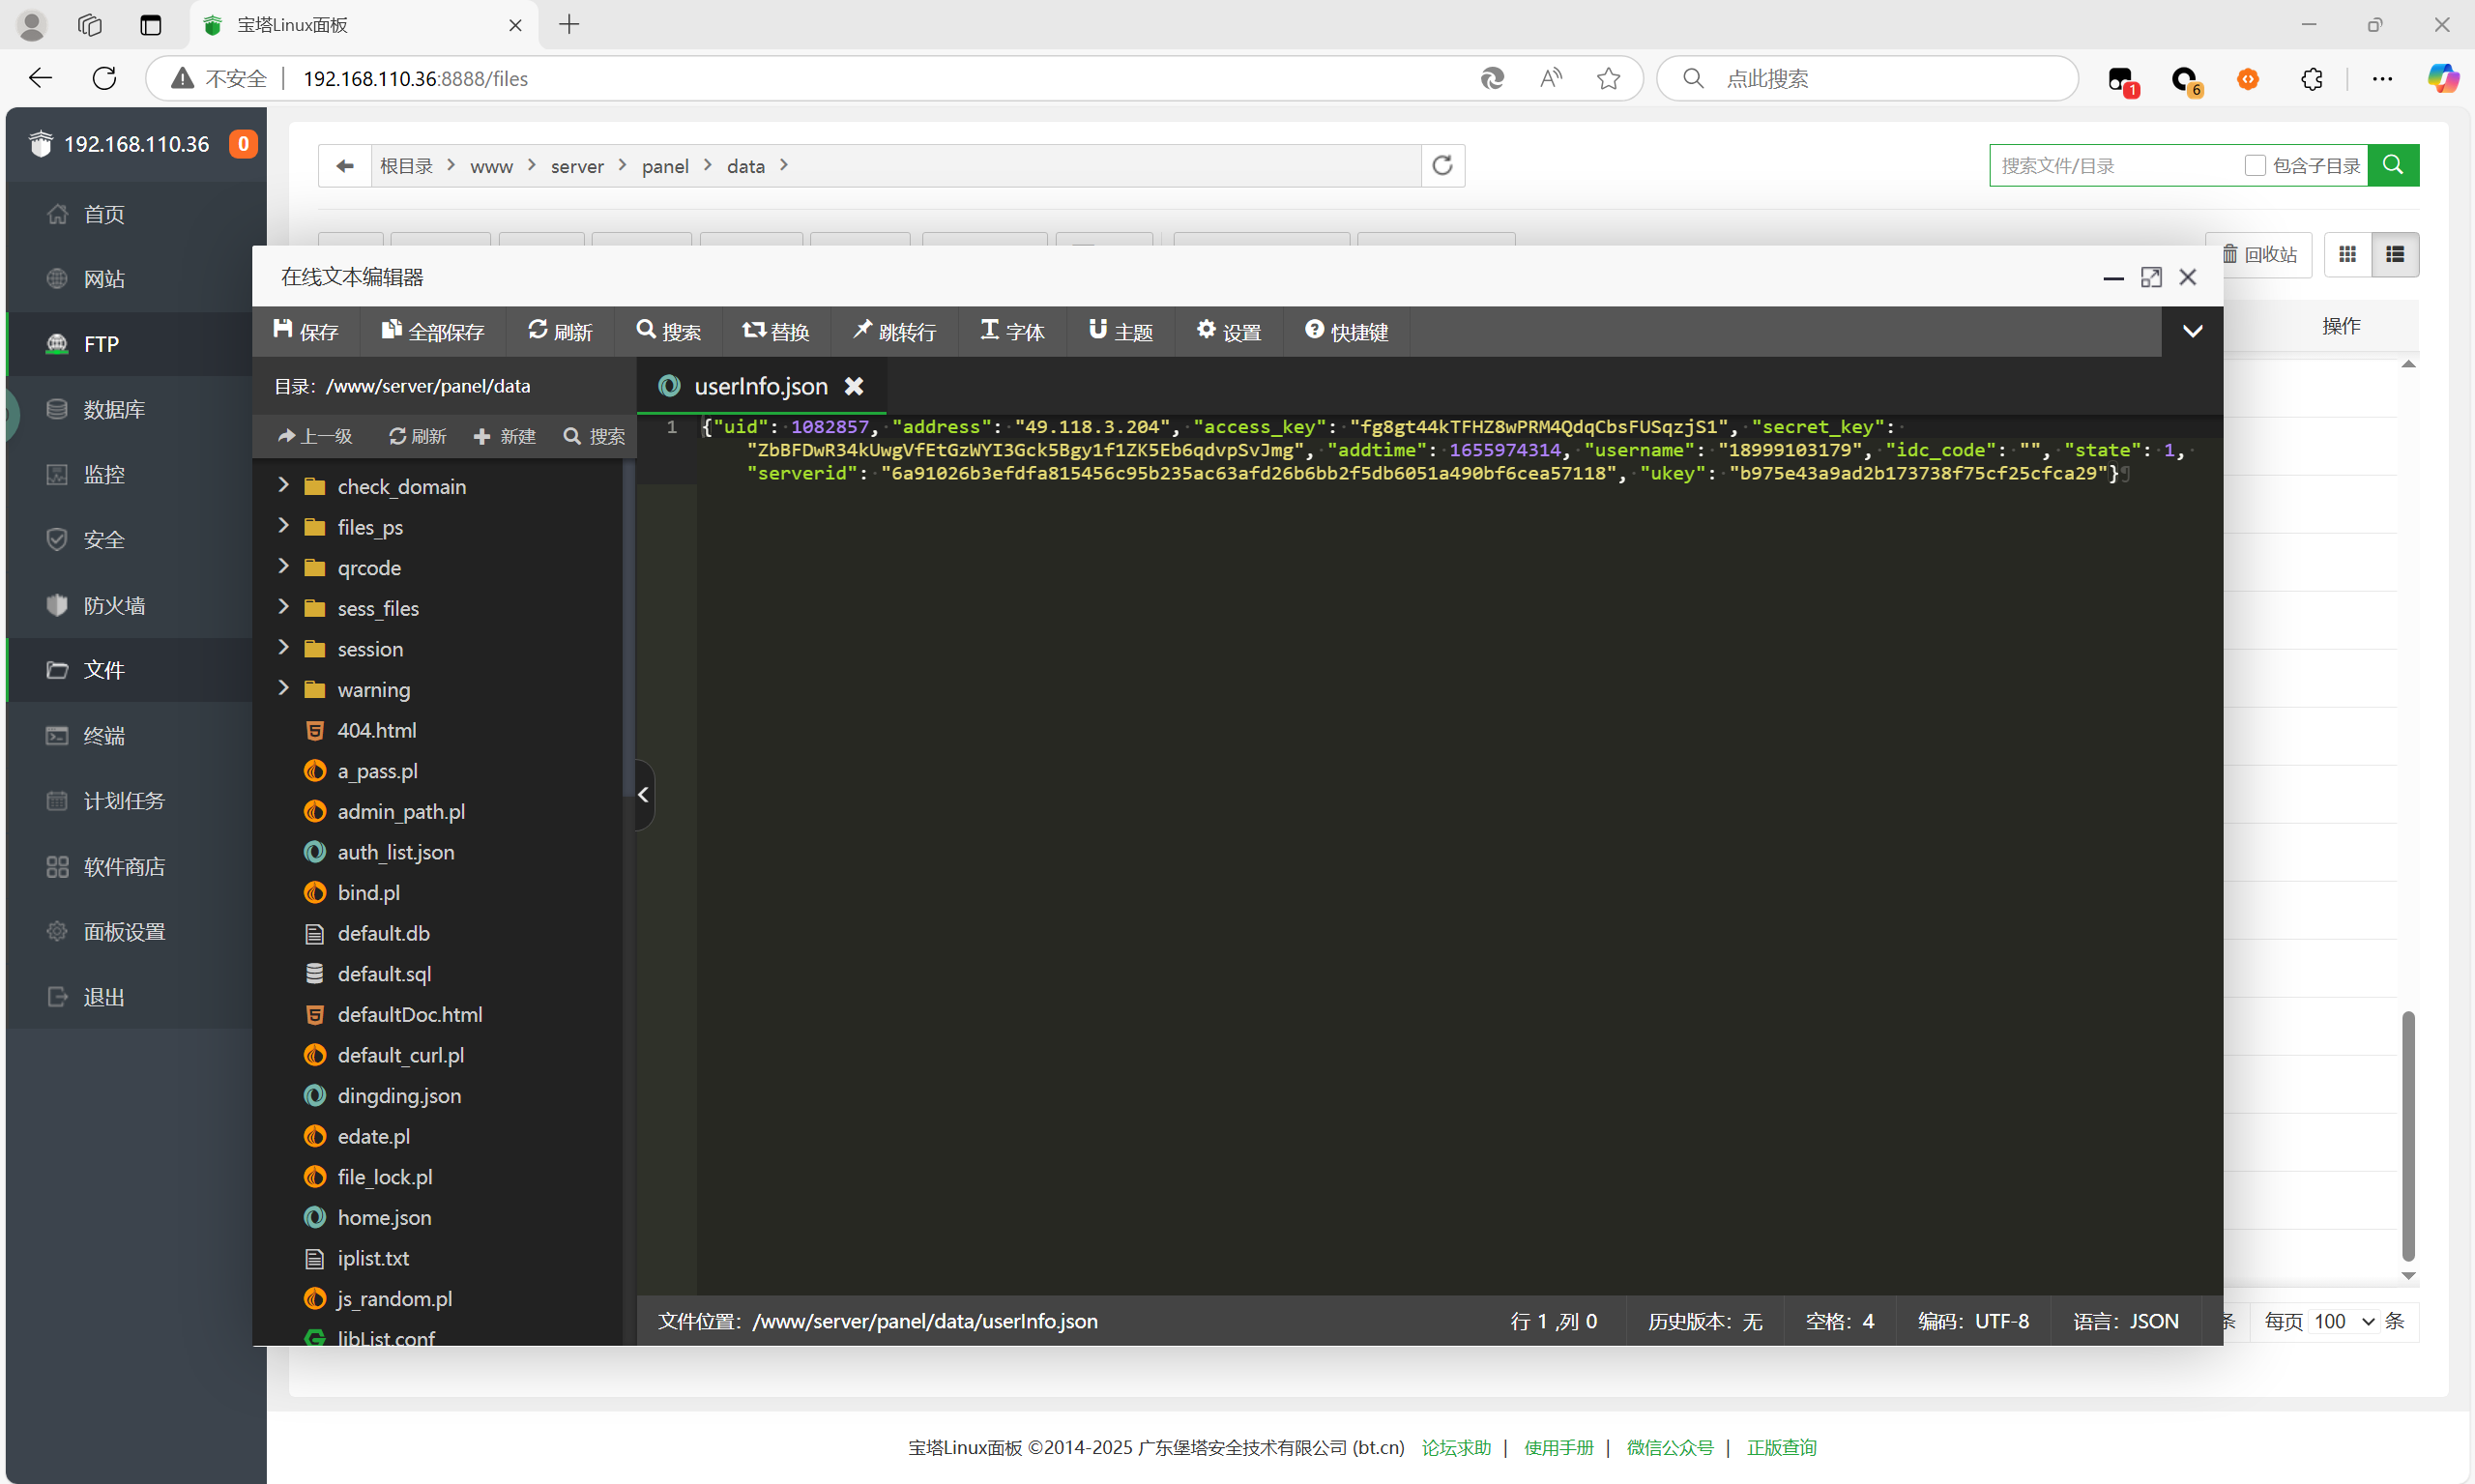 宝塔Linux面板
不安全 192.168.110.36:8888/files
点此搜索
1
6
192.168.110.36 0
首页
网站
FTP
数据库
监控
安全
防火墙
文件
终端
计划任务
软件商店
面板设置
退出
根目录 www server panel data
搜索文件/目录 包含子目录
回收站
操作
在线文本编辑器
保存 全部保存 刷新 搜索 替换 跳转行 字体 主题 设置 快捷键
目录：/www/server/panel/data
上一级 刷新 新建 搜索
check_domain
files_ps
qrcode
sess_files
session
warning
404.html
a_pass.pl
admin_path.pl
auth_list.json
bind.pl
default.db
default.sql
defaultDoc.html
default_curl.pl
dingding.json
edate.pl
file_lock.pl
home.json
iplist.txt
js_random.pl
libList.conf
userInfo.json
1 {"uid": 1082857, "address": "49.118.3.204", "access_key": "fg8gt44kTFHZ8wPRM4QdqCbsFUSqzjS1", "secret_key":
"ZbBFDwR34kUwgVfEtGzWYI3Gck5Bgy1f1ZK5Eb6qdvpSvJmg", "addtime": 1655974314, "username": "18999103179", "idc_code": "", "state": 1,
"serverid": "6a91026b3efdfa815456c95b235ac63afd26b6bb2f5db6051a490bf6cea57118", "ukey": "b975e43a9ad2b173738f75cf25cfca29"}
文件位置：/www/server/panel/data/userInfo.json 行 1 ,列 0 历史版本：无 空格：4 编码：UTF-8 语言：JSON
条 每页 100 条
宝塔Linux面板 ©2014-2025 广东堡塔安全技术有限公司 (bt.cn) 论坛求助 | 使用手册 | 微信公众号 | 正版查询